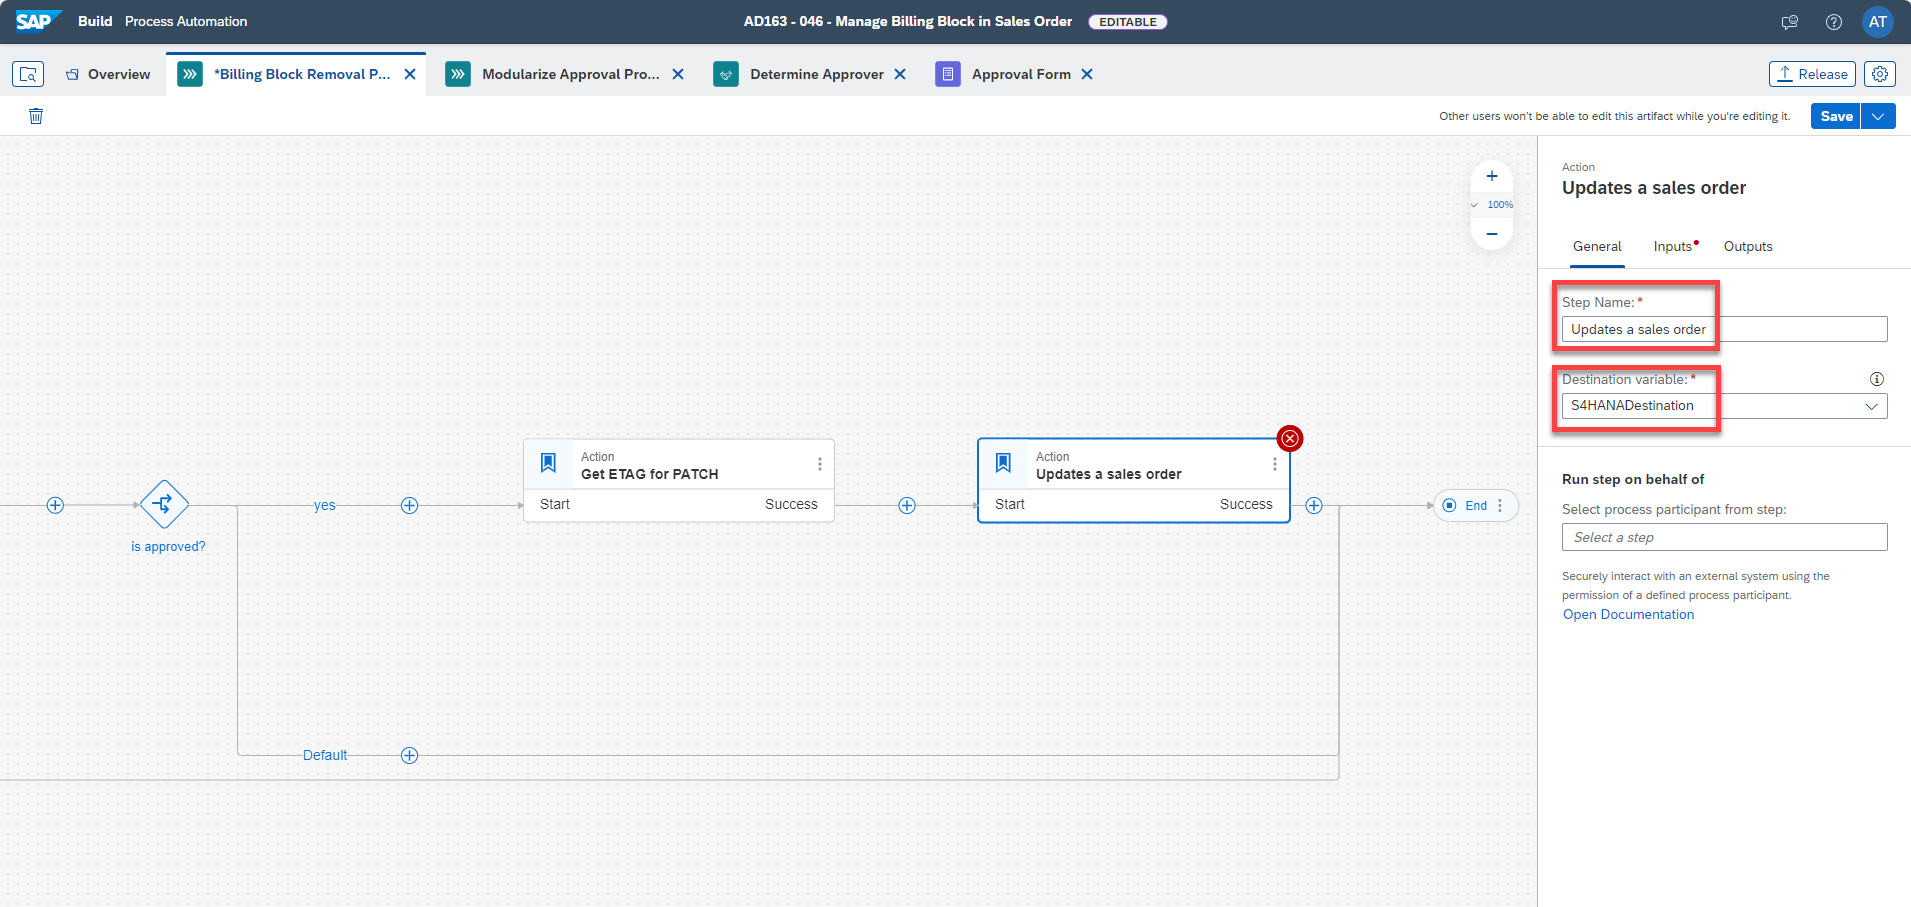 SAP Build Process Automation
AD163 - 046 - Manage Billing Block in Sales Order EDITABLE
AT
Overview
*Billing Block Removal P...
Modularize Approval Pro...
Determine Approver
Approval Form
Release
Other users won't be able to edit this artifact while you're editing it.
Save
100%
Action
Updates a sales order
General Inputs Outputs
Step Name: *
Updates a sales order
Destination variable: *
S4HANADestination
Run step on behalf of
Select process participant from step:
Select a step
Securely interact with an external system using the
permission of a defined process participant.
Open Documentation
is approved?
yes
Action
Get ETAG for PATCH
Start Success
Action
Updates a sales order
Start Success
End
Default